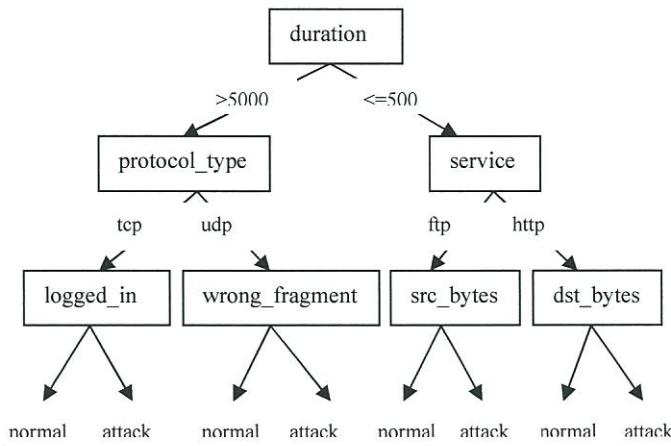 duration
>5000 <=500
protocol_type service
tcp udp ftp http
logged_in wrong_fragment src_bytes dst_bytes
normal attack normal attack normal attack normal attack